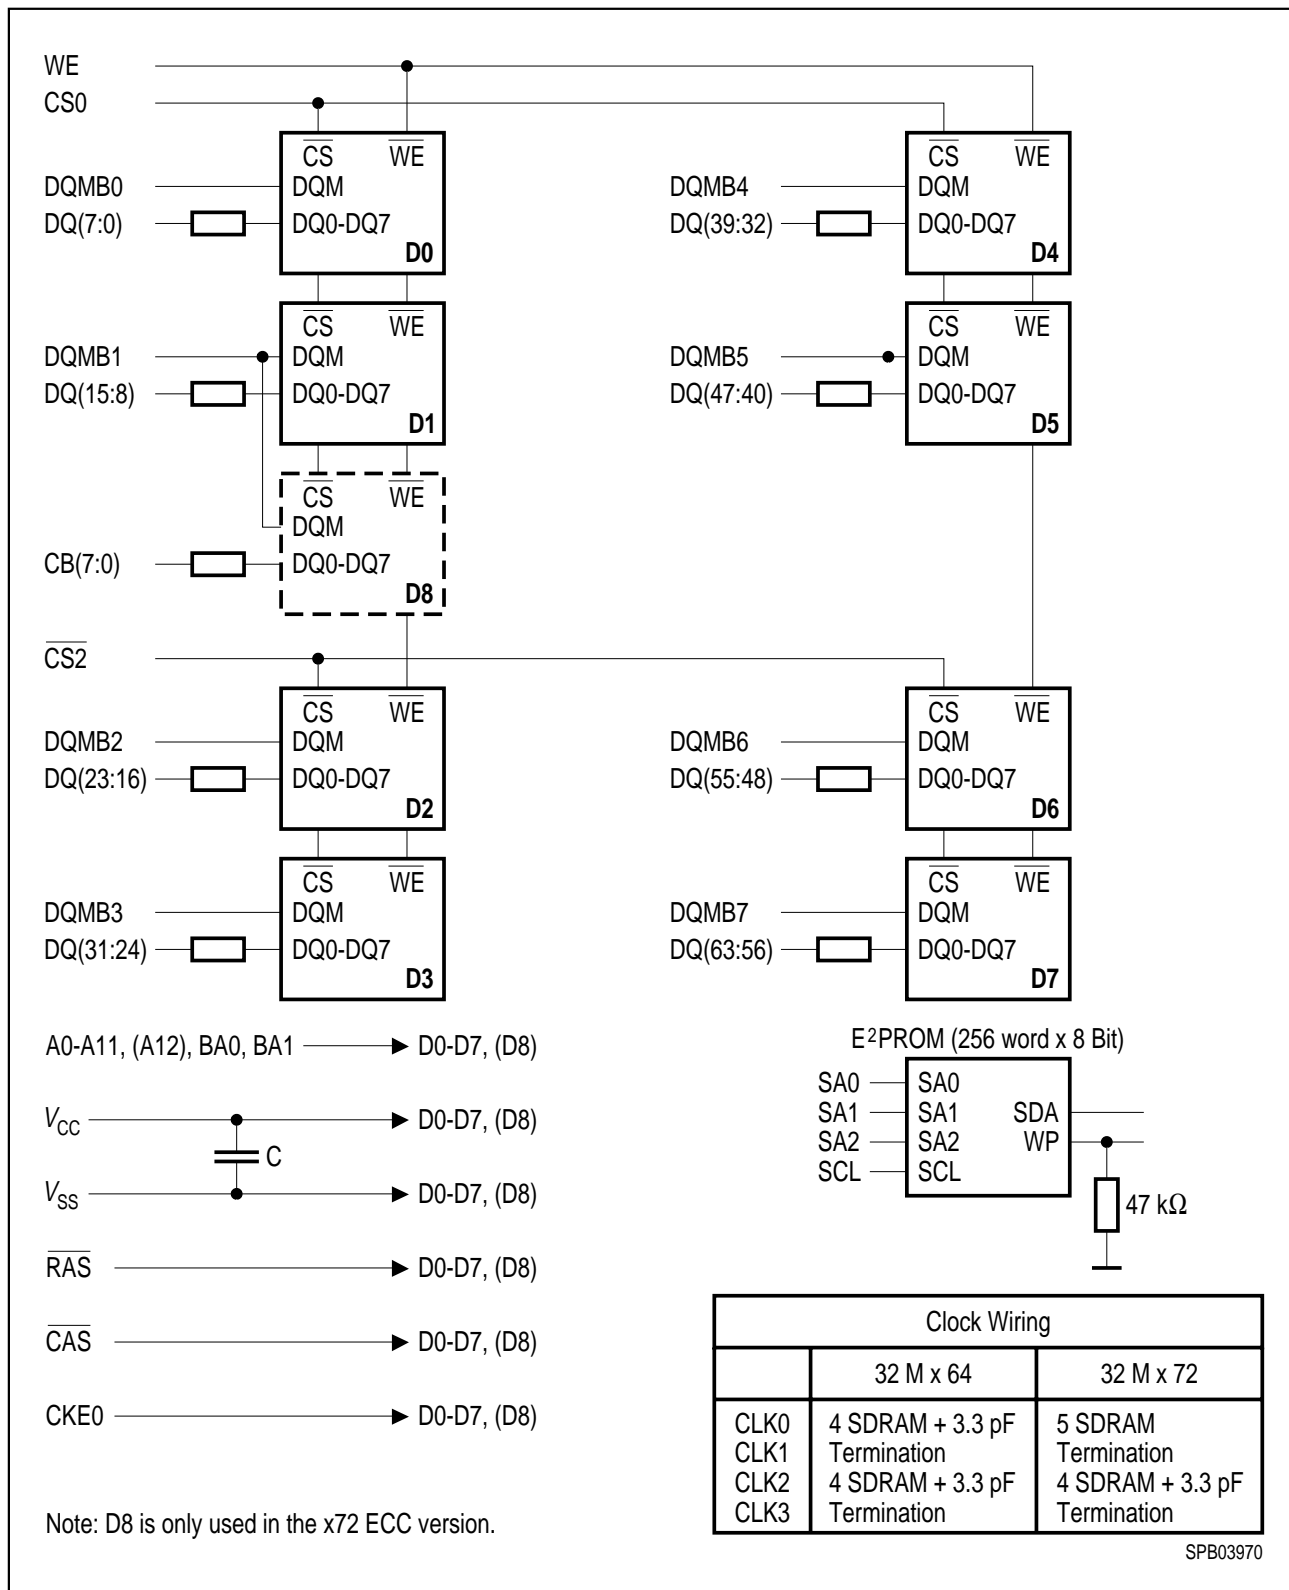 WE
CS0
CS WE
DQMB0 DQM
DQ(7:0) DQ0-DQ7
D0
CS WE
DQMB4 DQM
DQ(39:32) DQ0-DQ7
D4
CS WE
DQMB1 DQM
DQ(15:8) DQ0-DQ7
D1
CS WE
DQMB5 DQM
DQ(47:40) DQ0-DQ7
D5
CS WE
DQM
CB(7:0) DQ0-DQ7
D8
CS2
CS WE
DQMB2 DQM
DQ(23:16) DQ0-DQ7
D2
CS WE
DQMB6 DQM
DQ(55:48) DQ0-DQ7
D6
CS WE
DQMB3 DQM
DQ(31:24) DQ0-DQ7
D3
CS WE
DQMB7 DQM
DQ(63:56) DQ0-DQ7
D7
A0-A11, (A12), BA0, BA1 D0-D7, (D8)
VCC D0-D7, (D8)
C
VSS D0-D7, (D8)
RAS D0-D7, (D8)
CAS D0-D7, (D8)
CKE0 D0-D7, (D8)
E²PROM (256 word x 8 Bit)
SA0 SA0
SA1 SA1 SDA
SA2 SA2 WP
SCL SCL
47 kΩ
Clock Wiring
32 M x 64 32 M x 72
CLK0 4 SDRAM + 3.3 pF 5 SDRAM
CLK1 Termination Termination
CLK2 4 SDRAM + 3.3 pF 4 SDRAM + 3.3 pF
CLK3 Termination Termination
Note: D8 is only used in the x72 ECC version.
SPB03970